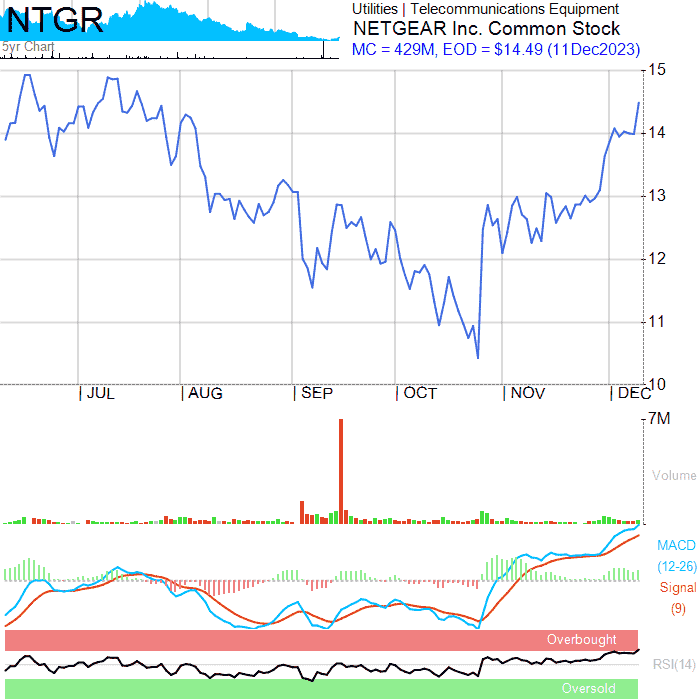 NTGR
5yr Chart
Utilities | Telecommunications Equipment
NETGEAR Inc. Common Stock
MC = 429M, EOD = $14.49 (11Dec2023)
15
14
13
12
11
10
| JUL | AUG | SEP | OCT | NOV | DEC
7M
Volume
MACD
(12-26)
Signal
(9)
Overbought
RSI(14)
Oversold